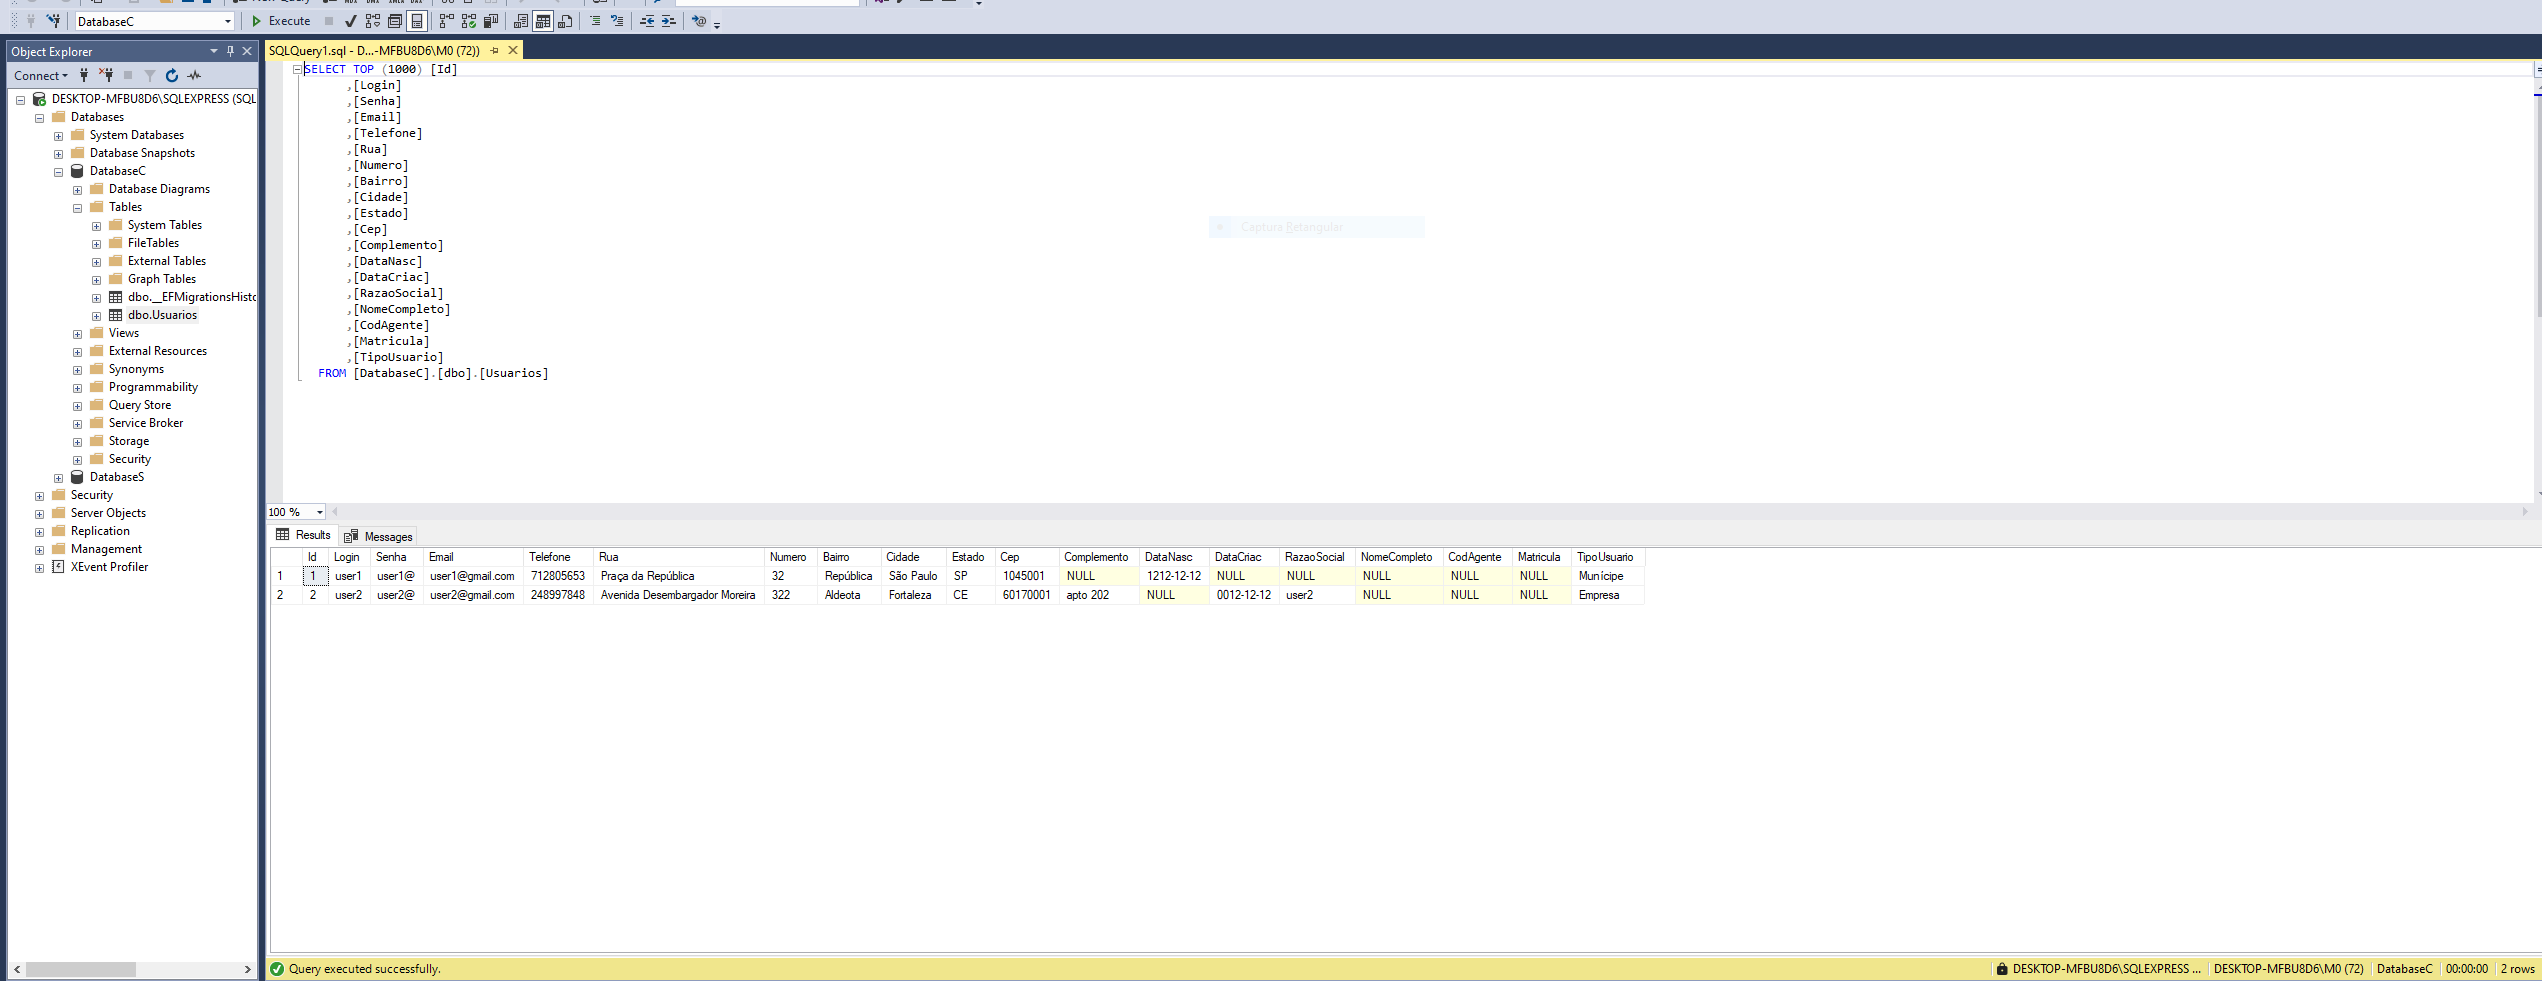 DatabaseC
Execute
Object Explorer
Connect
DESKTOP-MFBU8D6\SQLEXPRESS (SQL
Databases
System Databases
Database Snapshots
DatabaseC
Database Diagrams
Tables
System Tables
FileTables
External Tables
Graph Tables
dbo.__EFMigrationsHisto
dbo.Usuarios
Views
External Resources
Synonyms
Programmability
Query Store
Service Broker
Storage
Security
DatabaseS
Security
Server Objects
Replication
Management
XEvent Profiler
SQLQuery1.sql - D...-MFBU8D6\M0 (72))
SELECT TOP (1000) [Id]
,[Login]
,[Senha]
,[Email]
,[Telefone]
,[Rua]
,[Numero]
,[Bairro]
,[Cidade]
,[Estado]
,[Cep]
,[Complemento]
,[DataNasc]
,[DataCriac]
,[RazaoSocial]
,[NomeCompleto]
,[CodAgente]
,[Matricula]
,[TipoUsuario]
FROM [DatabaseC].[dbo].[Usuarios]
Captura Retangular
100 %
Results Messages
Id Login Senha Email Telefone Rua Numero Bairro Cidade Estado Cep Complemento DataNasc DataCriac RazaoSocial NomeCompleto CodAgente Matricula TipoUsuario
1 1 user1 user1@ user1@gmail.com 712805653 Praça da República 32 República São Paulo SP 1045001 NULL 1212-12-12 NULL NULL NULL NULL NULL Munícipe
2 2 user2 user2@ user2@gmail.com 248997848 Avenida Desembargador Moreira 322 Aldeota Fortaleza CE 60170001 apto 202 NULL 0012-12-12 user2 NULL NULL NULL Empresa
Query executed successfully.
DESKTOP-MFBU8D6\SQLEXPRESS ... DESKTOP-MFBU8D6\M0 (72) DatabaseC 00:00:00 2 rows